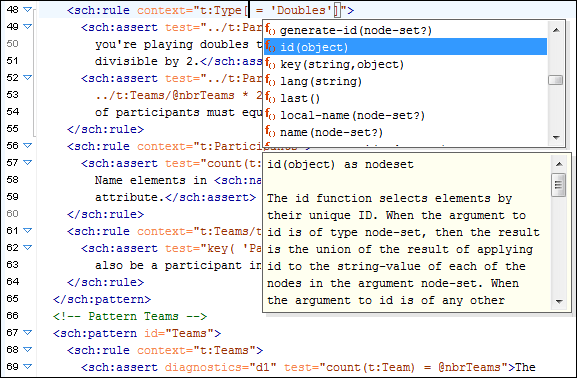 48 <sch:rule context="t:Type[ = 'Doubles']">
49 <sch:assert test="../t:Par
50 you're playing doubles t
51 divisible by 2.</sch:ass
52 <sch:assert test="../t:Par
53 ../t:Teams/@nbrTeams * 2
54 of participants must equ
55 </sch:rule>
56 <sch:rule context="t:Participants">
57 <sch:assert test="count(t:
58 Name elements in <sch:na
59 attribute.</sch:assert>
60 </sch:rule>
61 <sch:rule context="t:Teams/t
62 <sch:assert test="key( 'Pa
63 also be a participant in
64 </sch:rule>
65 </sch:pattern>
66 <!-- Pattern Teams -->
67 <sch:pattern id="Teams">
68 <sch:rule context="t:Teams">
69 <sch:assert diagnostics="d1" test="count(t:Team) = @nbrTeams">The
f() generate-id(node-set?)
f() id(object)
f() key(string,object)
f() lang(string)
f() last()
f() local-name(node-set?)
f() name(node-set?)
id(object) as nodeset
The id function selects elements by
their unique ID. When the argument to
id is of type node-set, then the result
is the union of the result of applying
id to the string-value of each of the
nodes in the argument node-set. When
the argument to id is of any other